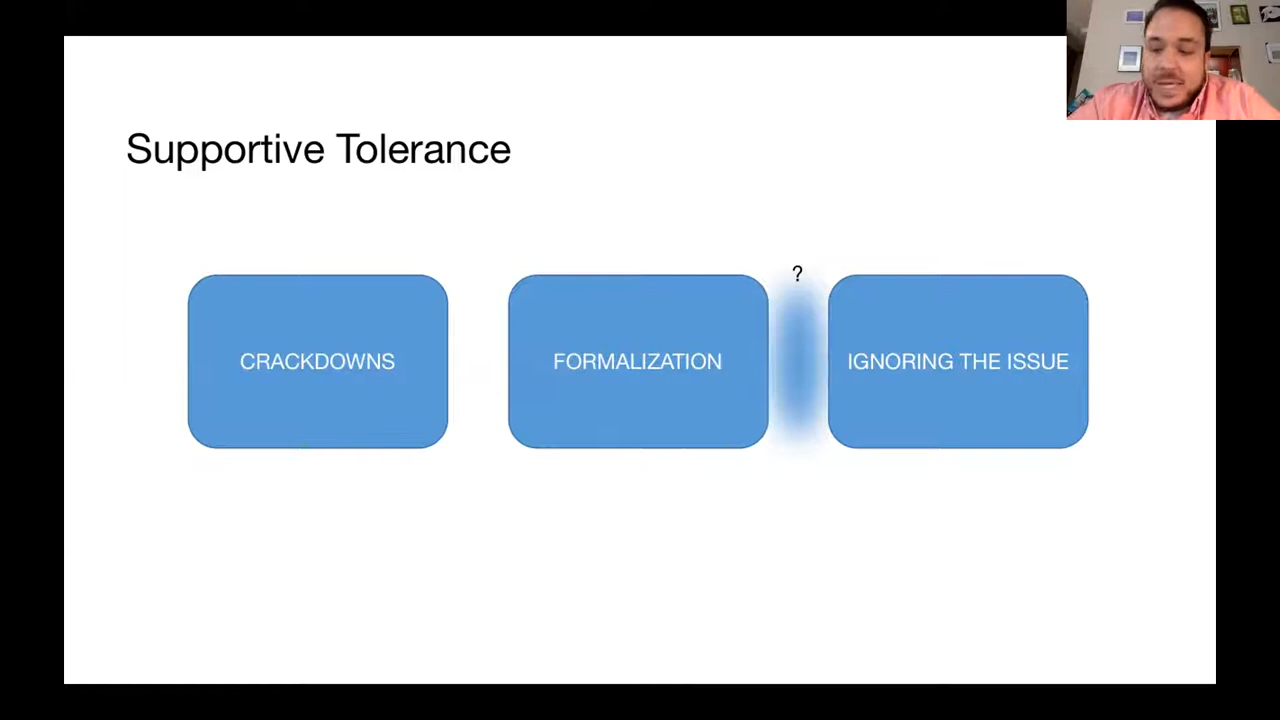 Supportive Tolerance
?
CRACKDOWNS
FORMALIZATION
IGNORING THE ISSUE